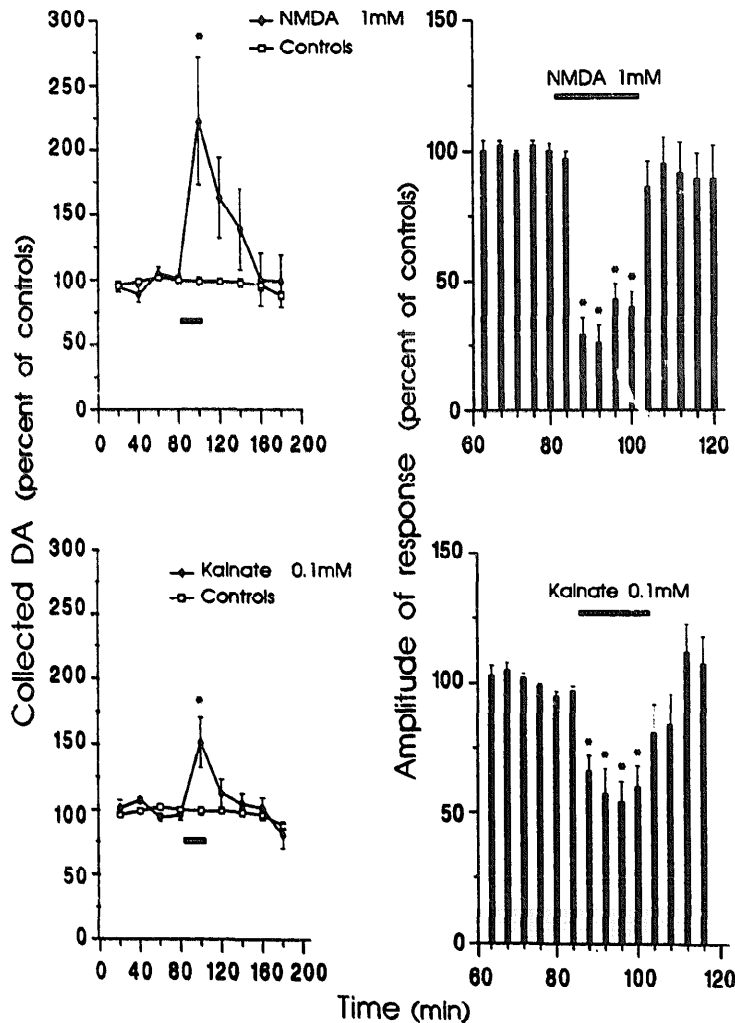 Collected DA (percent of controls)
300
250
200
150
100
50
0
0 40 80 120 160 200
*
NMDA 1mM
Controls
Amplitude of response (percent of controls)
150
100
50
0
60 80 100 120
NMDA 1mM
* * * *
300
250
200
150
100
50
0
0 40 80 120 160 200
*
Kainate 0.1mM
Controls
150
100
50
0
60 80 100 120
Kainate 0.1mM
* * * *
Time (min)